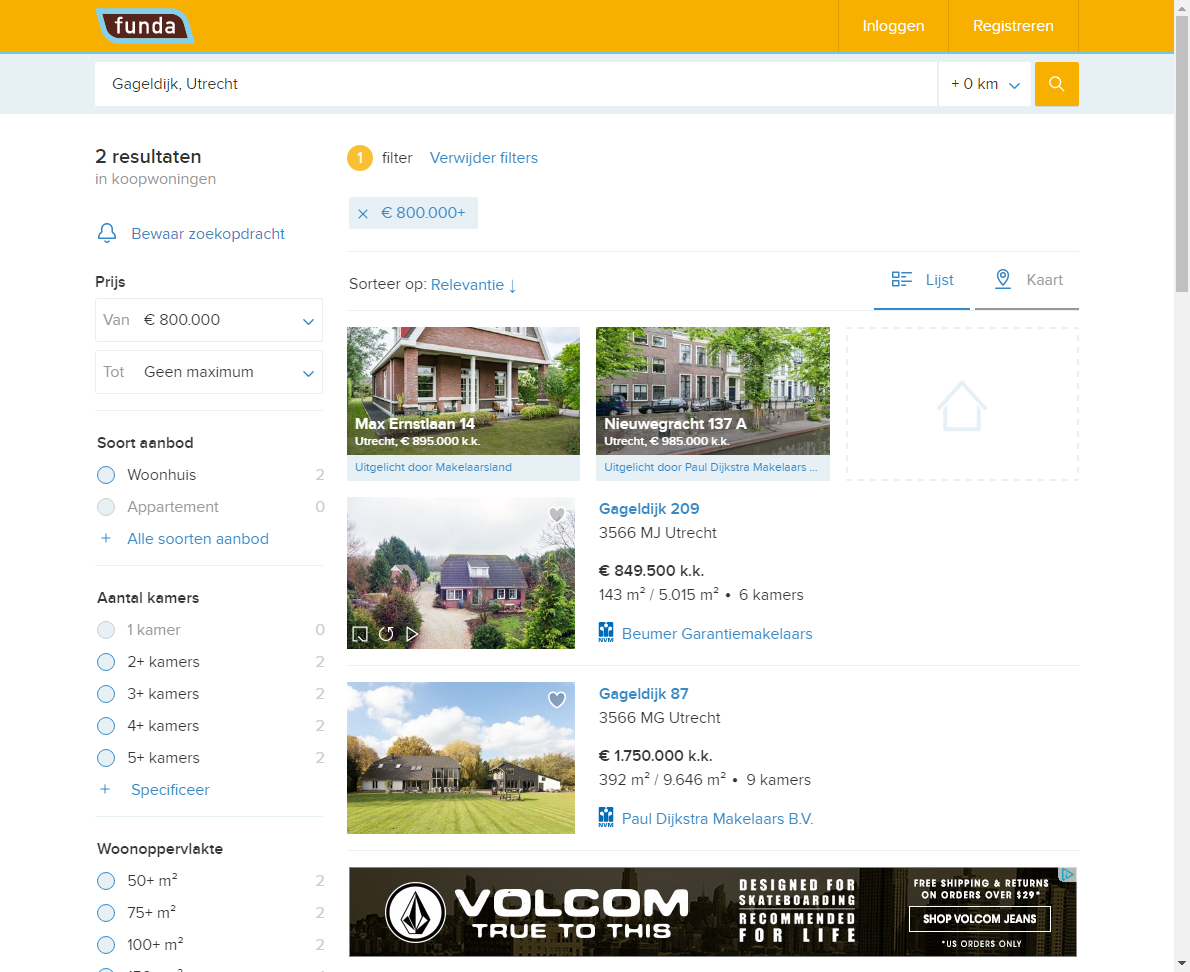 funda
Inloggen
Registreren
Gageldijk, Utrecht
+ 0 km
2 resultaten
in koopwoningen
Bewaar zoekopdracht
Prijs
Van € 800.000
Tot Geen maximum
Soort aanbod
Woonhuis 2
Appartement 0
+ Alle soorten aanbod
Aantal kamers
1 kamer 0
2+ kamers 2
3+ kamers 2
4+ kamers 2
5+ kamers 2
+ Specificeer
Woonoppervlakte
50+ m² 2
75+ m² 2
100+ m² 2
1 filter Verwijder filters
× € 800.000+
Sorteer op: Relevantie ↓
Lijst
Kaart
Max Ernstlaan 14
Utrecht, € 895.000 k.k.
Uitgelicht door Makelaarsland
Nieuwegracht 137 A
Utrecht, € 985.000 k.k.
Uitgelicht door Paul Dijkstra Makelaars ...
Gageldijk 209
3566 MJ Utrecht
€ 849.500 k.k.
143 m² / 5.015 m² • 6 kamers
NVM Beumer Garantiemakelaars
Gageldijk 87
3566 MG Utrecht
€ 1.750.000 k.k.
392 m² / 9.646 m² • 9 kamers
NVM Paul Dijkstra Makelaars B.V.
VOLCOM
TRUE TO THIS
DESIGNED FOR
SKATEBOARDING
RECOMMENDED
FOR LIFE
FREE SHIPPING & RETURNS
ON ORDERS OVER $29*
SHOP VOLCOM JEANS
*US ORDERS ONLY